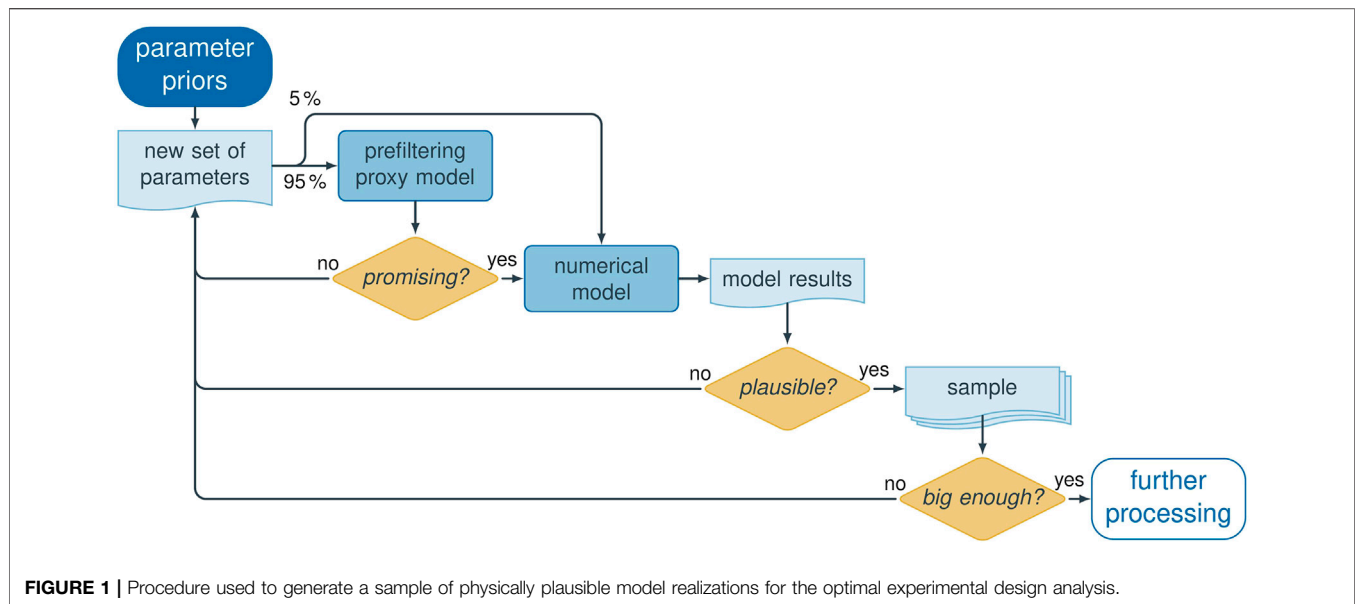 parameter
priors
5 %
new set of
parameters
95 %
prefiltering
proxy model
no
promising?
yes
numerical
model
model results
no
plausible?
yes
sample
no
big enough?
yes
further
processing
FIGURE 1 | Procedure used to generate a sample of physically plausible model realizations for the optimal experimental design analysis.